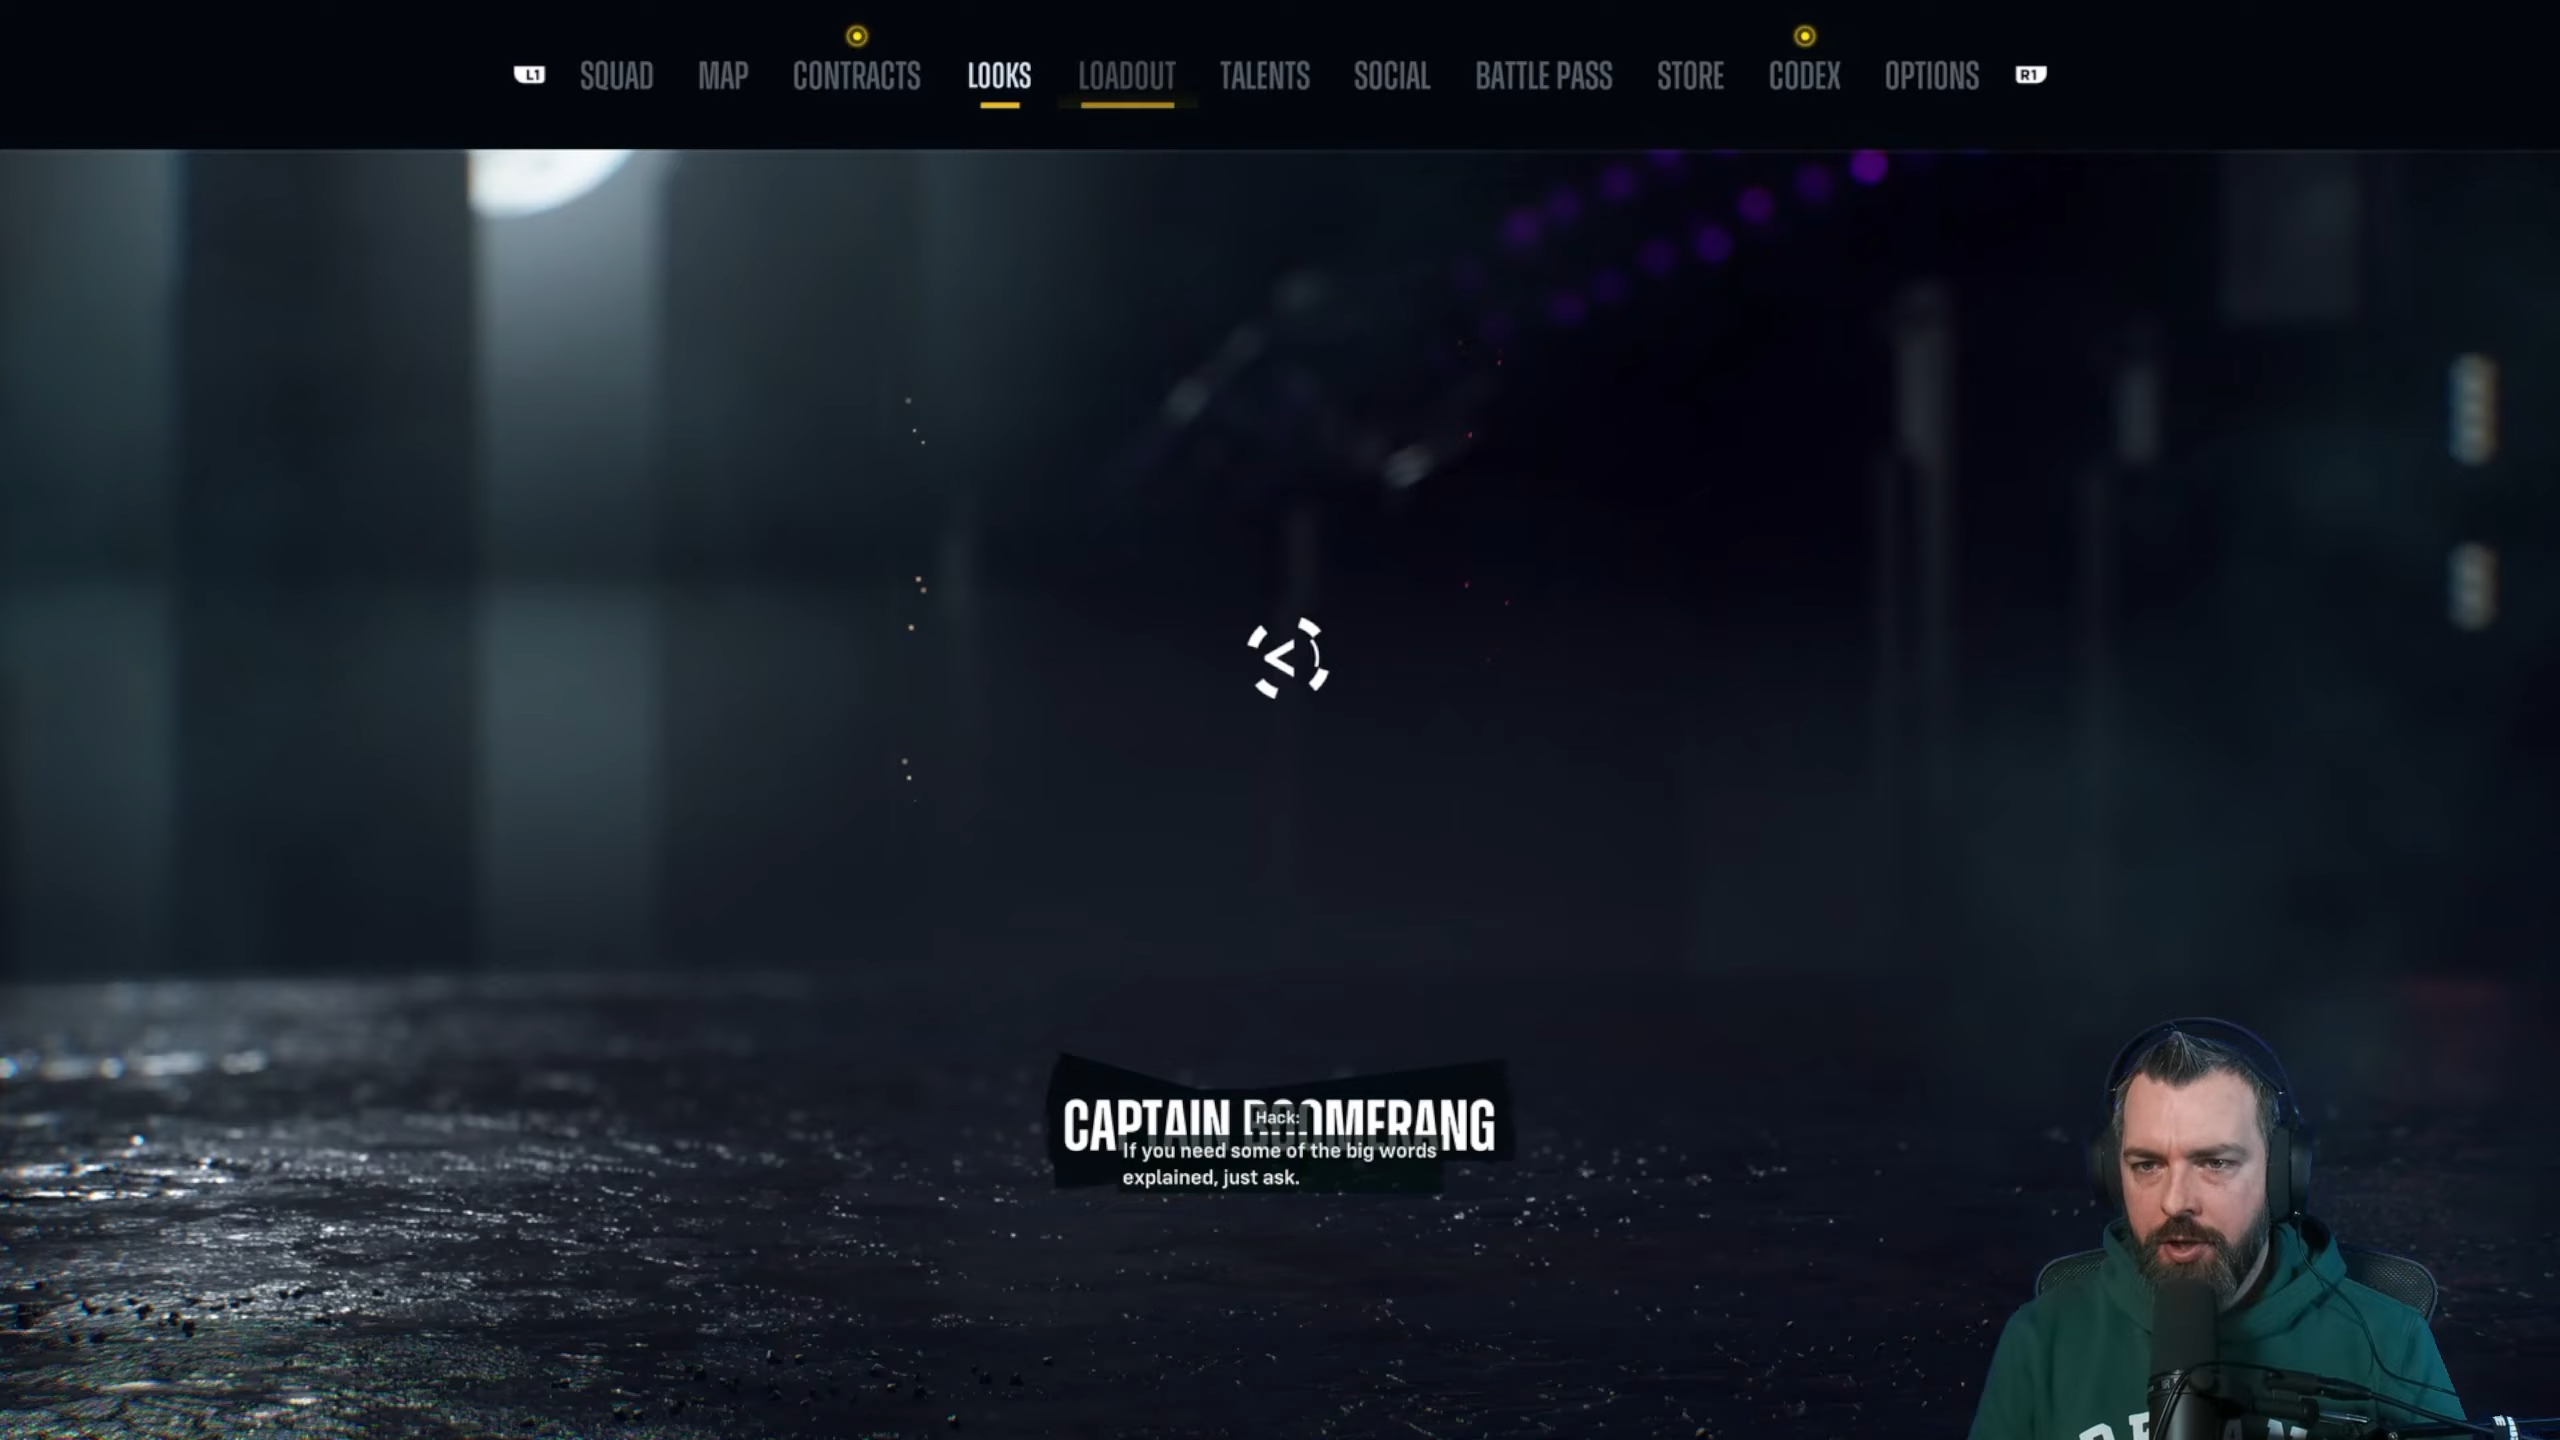 L1 SQUAD MAP CONTRACTS LOOKS LOADOUT TALENTS SOCIAL BATTLE PASS STORE CODEX OPTIONS R1
CAPTAIN BOOMERANG
Hack:
If you need some of the big words
explained, just ask.